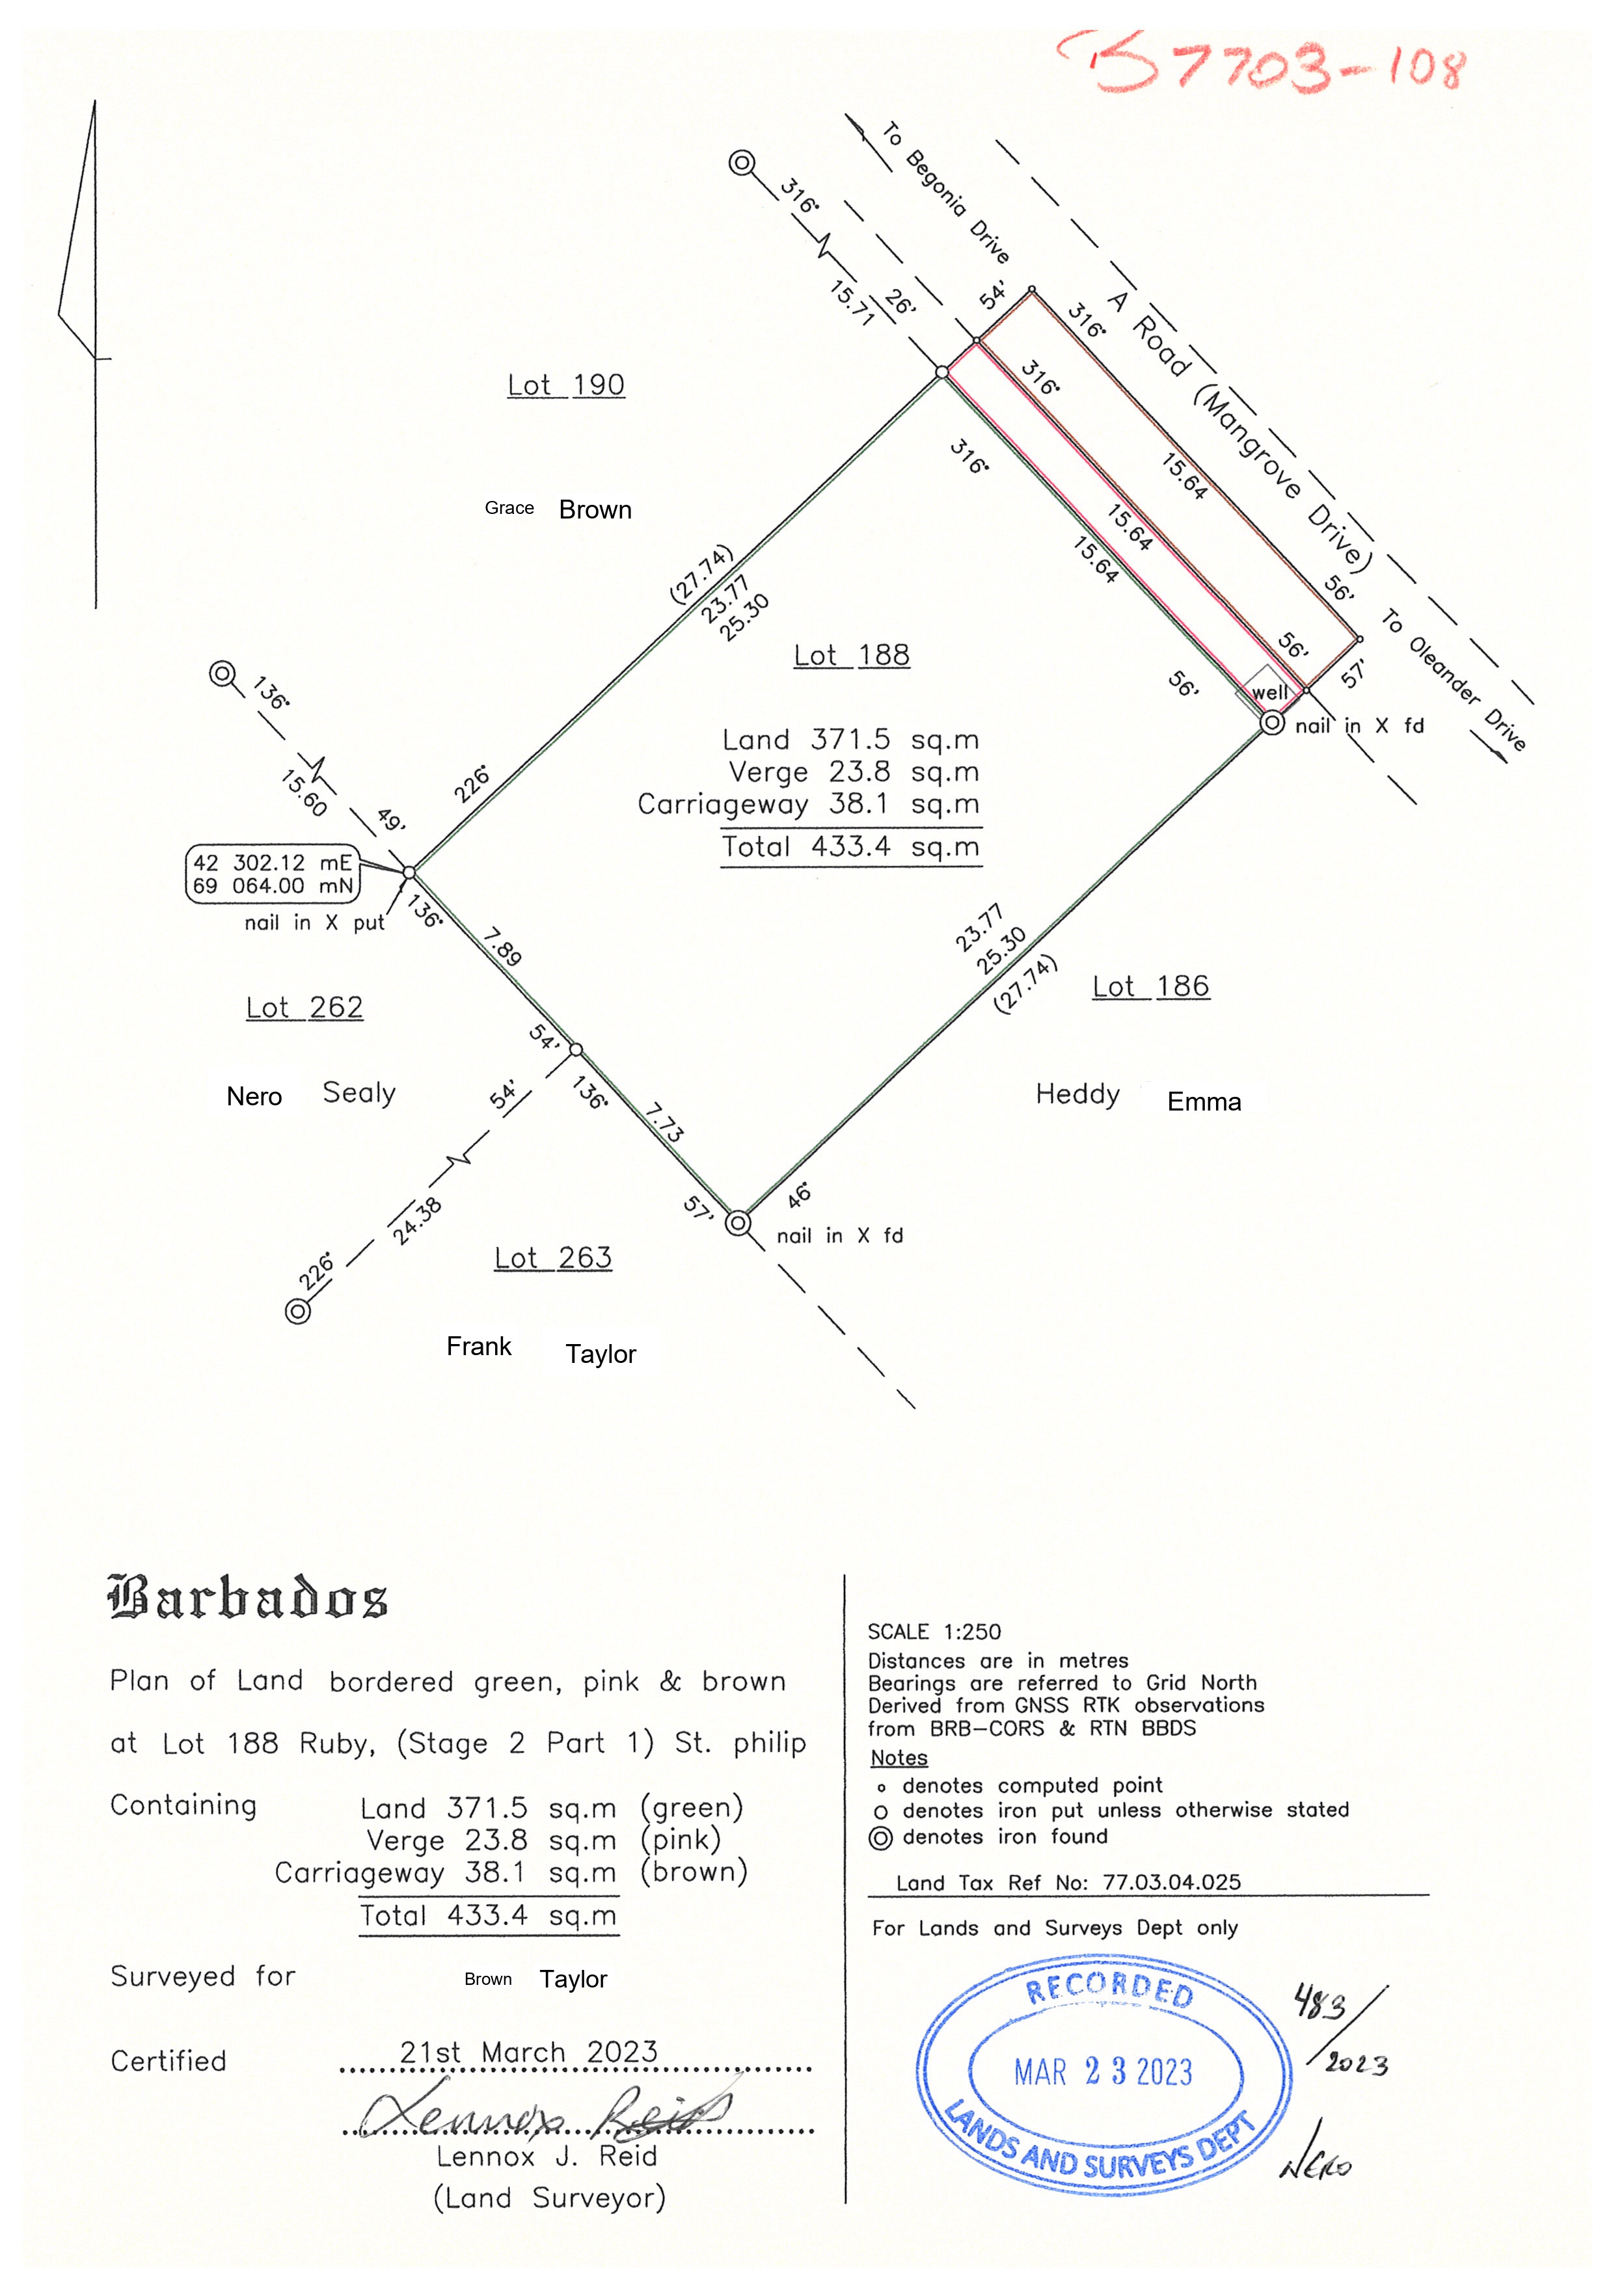 57703-108
To Begonia Drive
316°
15.71
26'
54'
316°
A Road (Mangrove Drive)
316°
Lot 190
316°
15.64
Grace Brown
15.64
15.64
(27.74)
23.77
25.30
56'
To Oleander Drive
56'
57'
Lot 188
56'
well
nail in X fd
136°
15.60
49'
226°
Land 371.5 sq.m
Verge 23.8 sq.m
Carriageway 38.1 sq.m
Total 433.4 sq.m
42 302.12 mE
69 064.00 mN
nail in X put
136°
7.89
23.77
25.30
(27.74)
Lot 186
Lot 262
54'
Nero Sealy
54'
136°
7.73
Heddy Emma
57'
46°
24.38
226°
nail in X fd
Lot 263
Frank Taylor
Barbados
Plan of Land bordered green, pink & brown
at Lot 188 Ruby, (Stage 2 Part 1) St. philip
Containing Land 371.5 sq.m (green)
Verge 23.8 sq.m (pink)
Carriageway 38.1 sq.m (brown)
Total 433.4 sq.m
Surveyed for Brown Taylor
Certified 21st March 2023
Lennox Reid
Lennox J. Reid
(Land Surveyor)
SCALE 1:250
Distances are in metres
Bearings are referred to Grid North
Derived from GNSS RTK observations
from BRB-CORS & RTN BBDS
Notes
denotes computed point
denotes iron put unless otherwise stated
denotes iron found
Land Tax Ref No: 77.03.04.025
For Lands and Surveys Dept only
RECORDED
MAR 23 2023
LANDS AND SURVEYS DEPT
483/2023
Nero